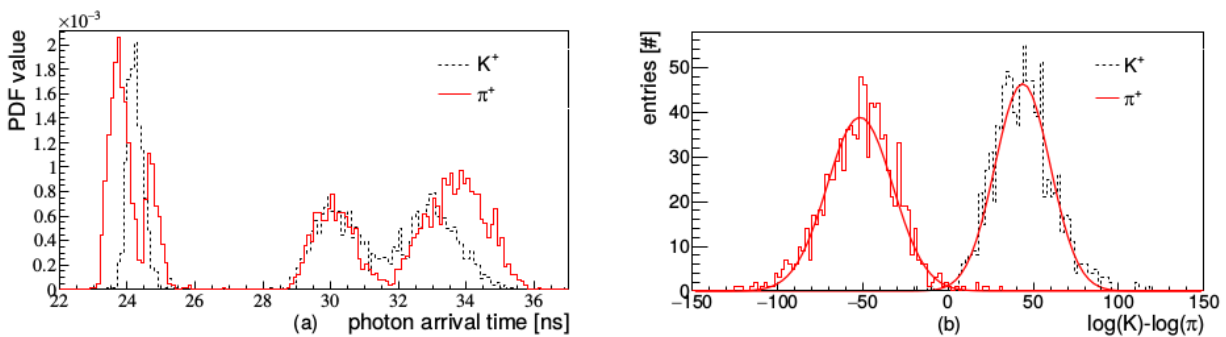 ×10⁻³
PDF value
2
1.8
1.6
1.4
1.2
1
0.8
0.6
0.4
0.2
0
K⁺
π⁺
22 24 26 28 30 32 34 36
(a) photon arrival time [ns]
entries [#]
50
40
30
20
10
0
K⁺
π⁺
−150 −100 −50 0 50 100 150
(b) log(K)-log(π)